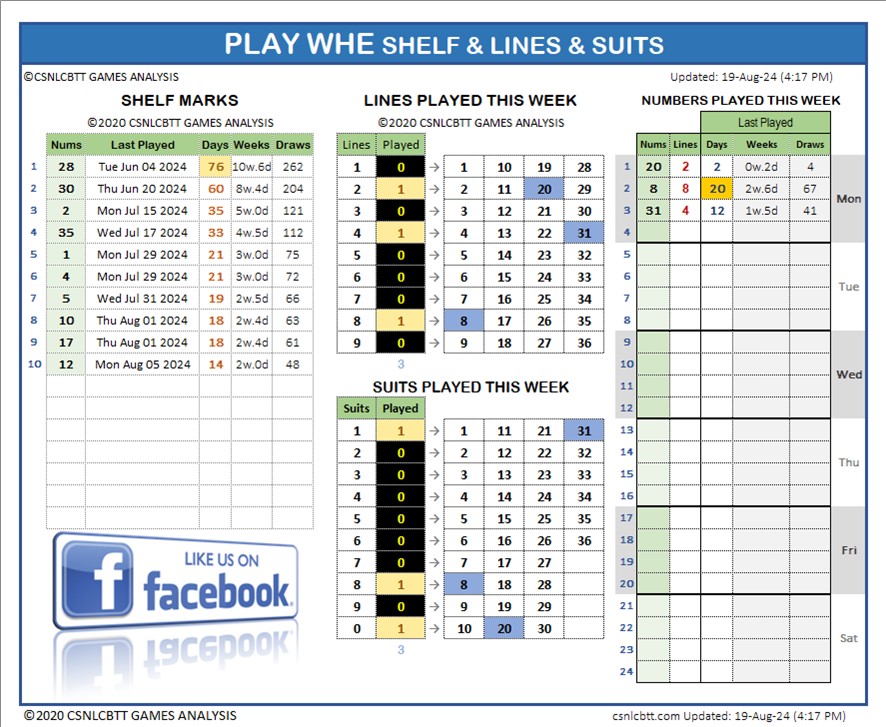 PLAY WHE SHELF & LINES & SUITS
©CSNLCBTT GAMES ANALYSIS
Updated: 19-Aug-24 (4:17 PM)
SHELF MARKS
©2020 CSNLCBTT GAMES ANALYSIS
Nums Last Played Days Weeks Draws
1 28 Tue Jun 04 2024 76 10w.6d 262
2 30 Thu Jun 20 2024 60 8w.4d 204
3 2 Mon Jul 15 2024 35 5w.0d 121
4 35 Wed Jul 17 2024 33 4w.5d 112
5 1 Mon Jul 29 2024 21 3w.0d 75
6 4 Mon Jul 29 2024 21 3w.0d 72
7 5 Wed Jul 31 2024 19 2w.5d 66
8 10 Thu Aug 01 2024 18 2w.4d 63
9 17 Thu Aug 01 2024 18 2w.4d 61
10 12 Mon Aug 05 2024 14 2w.0d 48
LIKE US ON
facebook.
LINES PLAYED THIS WEEK
©2020 CSNLCBTT GAMES ANALYSIS
Lines Played
1 0 → 1 10 19 28
2 1 → 2 11 20 29
3 0 → 3 12 21 30
4 1 → 4 13 22 31
5 0 → 5 14 23 32
6 0 → 6 15 24 33
7 0 → 7 16 25 34
8 1 → 8 17 26 35
9 0 → 9 18 27 36
3
SUITS PLAYED THIS WEEK
Suits Played
1 1 → 1 11 21 31
2 0 → 2 12 22 32
3 0 → 3 13 23 33
4 0 → 4 14 24 34
5 0 → 5 15 25 35
6 0 → 6 16 26 36
7 0 → 7 17 27
8 1 → 8 18 28
9 0 → 9 19 29
0 1 → 10 20 30
3
NUMBERS PLAYED THIS WEEK
Last Played
Nums Lines Days Weeks Draws
1 20 2 2 0w.2d 4
2 8 8 20 2w.6d 67
Mon
3 31 4 12 1w.5d 41
4
5
6
Tue
7
8
9
10
Wed
11
12
13
14
Thu
15
16
17
18
Fri
19
20
21
22
Sat
23
24
©2020 CSNLCBTT GAMES ANALYSIS
csnlcbtt.com Updated: 19-Aug-24 (4:17 PM)